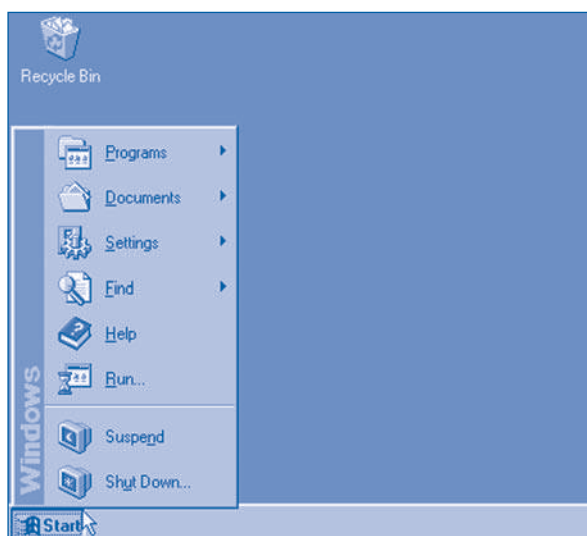 Recycle Bin
Programs
Documents
Settings
Find
Help
Run...
Suspend
Shut Down...
Windows
Start